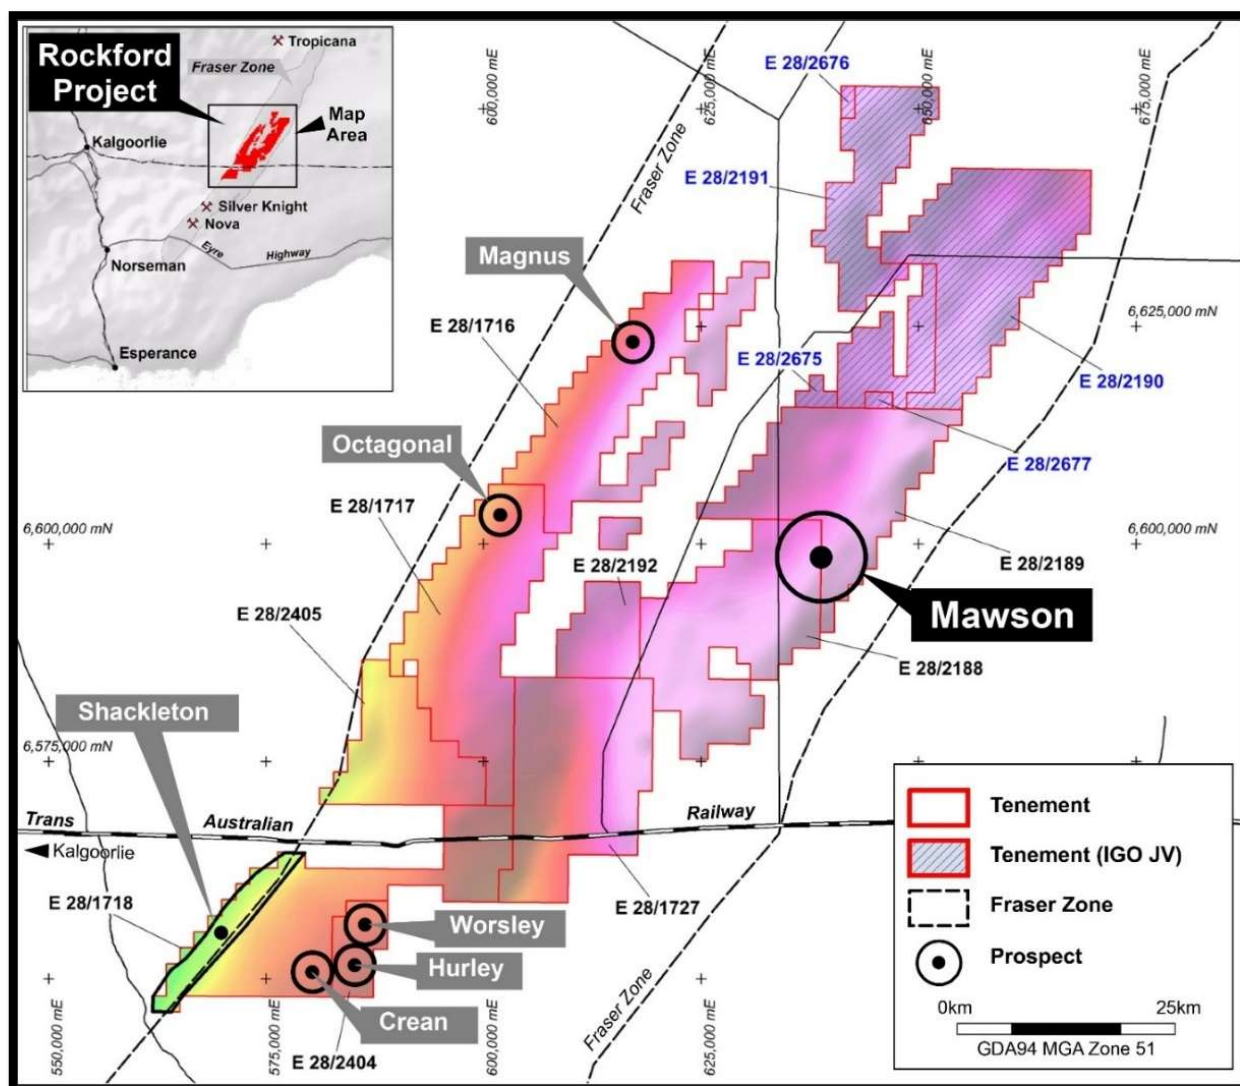 Rockford
Project
Tropicana
Fraser Zone
Map
Area
Kalgoorlie
Silver Knight
Nova
Norseman
Eyre
Highway
Esperance
600,000 mE
625,000 mE
650,000 mE
675,000 mE
E 28/2676
Fraser Zone
E 28/2191
Magnus
E 28/1716
6,625,000 mN
E 28/2675
E 28/2190
Octagonal
E 28/2677
E 28/1717
6,600,000 mN
6,600,000 mN
E 28/2192
E 28/2189
E 28/2405
Mawson
E 28/2188
Shackleton
6,575,000 mN
Trans
Australian
Railway
Kalgoorlie
E 28/1718
E 28/1727
Worsley
Hurley
Crean
E 28/2404
Fraser Zone
550,000 mE
575,000 mE
600,000 mE
625,000 mE
Tenement
Tenement (IGO JV)
Fraser Zone
Prospect
0km
25km
GDA94 MGA Zone 51